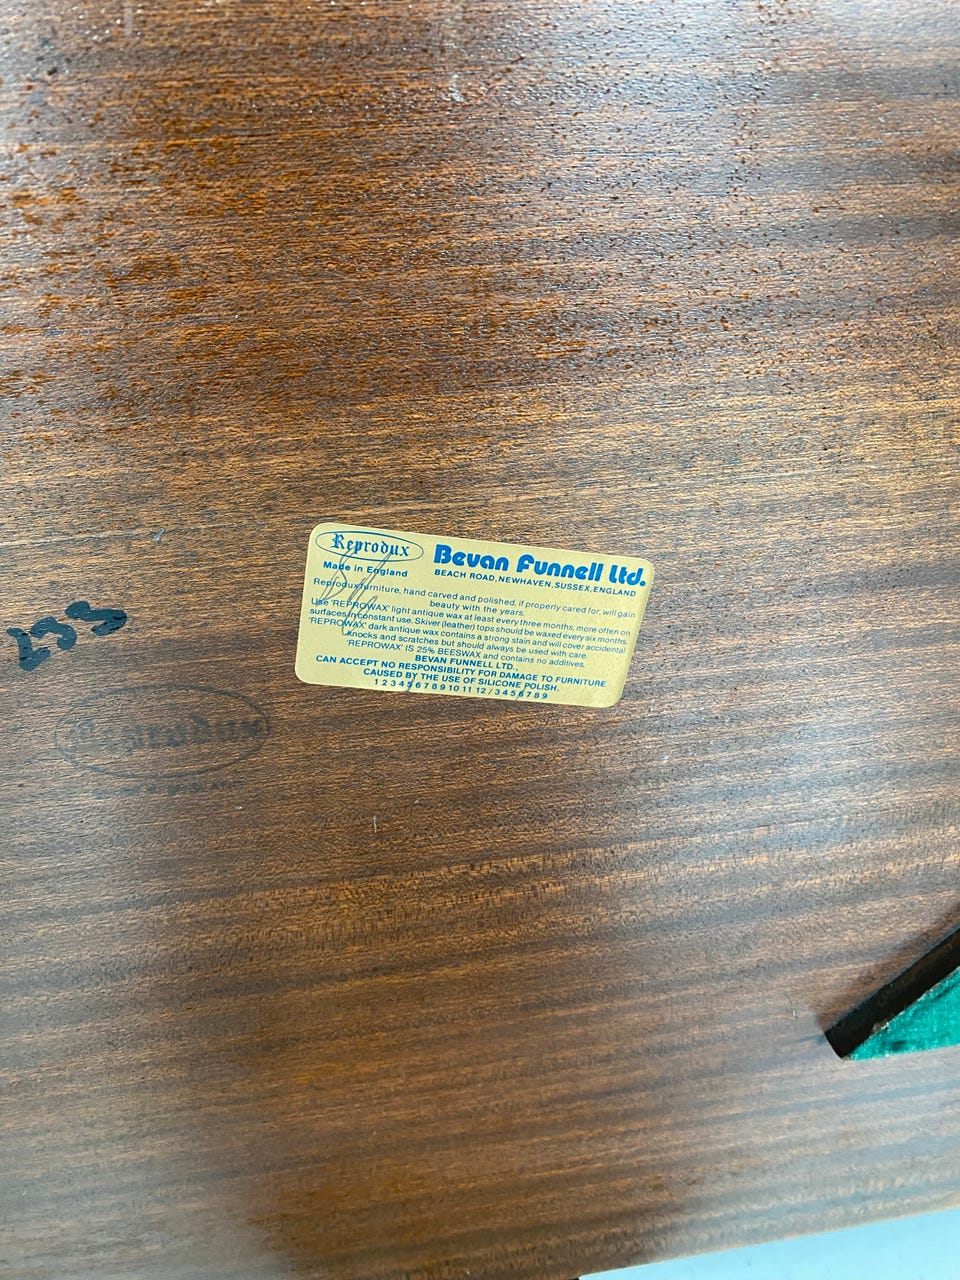 Reprodux
Bevan Funnell Ltd.
Made in England
BEACH ROAD, NEWHAVEN, SUSSEX, ENGLAND
Reprodux furniture, hand carved and polished, if properly cared for, will gain
beauty with the years.
Use 'REPROWAX' light antique wax at least every three months, more often on
surfaces in constant use. Skiver (leather) tops should be waxed every six months.
'REPROWAX' dark antique wax contains a strong stain and will cover accidental
knocks and scratches but should always be used with care.
'REPROWAX' IS 25% BEESWAX and contains no additives.
BEVAN FUNNELL LTD.,
CAN ACCEPT NO RESPONSIBILITY FOR DAMAGE TO FURNITURE
CAUSED BY THE USE OF SILICONE POLISH.
1 2 3 4 5 6 7 8 9 10 11 12 / 3 4 5 6 7 8 9
Reprodux